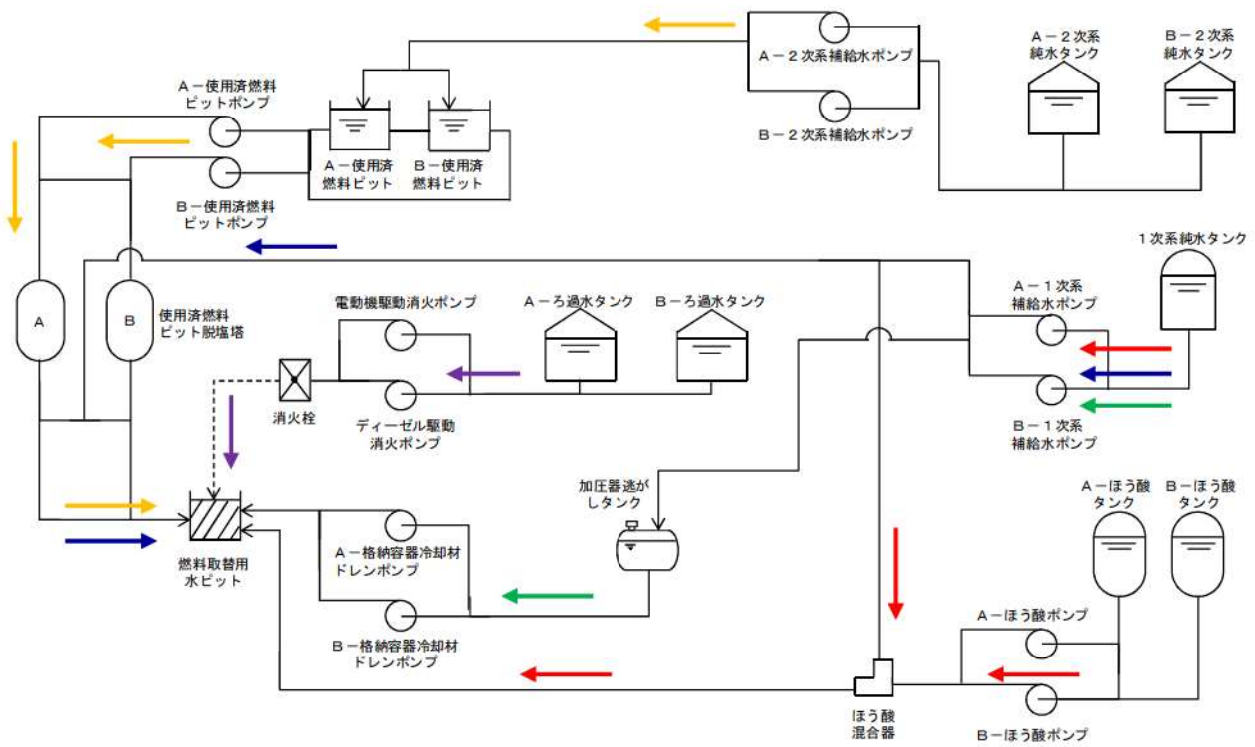 A－2次系補給水ポンプ
B－2次系補給水ポンプ
A－2次系
純水タンク
B－2次系
純水タンク
A－使用済燃料
ピットポンプ
B－使用済燃料
ピットポンプ
A－使用済
燃料ピット
B－使用済
燃料ピット
1次系純水タンク
A－1次系
補給水ポンプ
B－1次系
補給水ポンプ
A
B
使用済燃料
ピット脱塩塔
電動機駆動消火ポンプ
A－ろ過水タンク
B－ろ過水タンク
消火栓
ディーゼル駆動
消火ポンプ
加圧器逃が
しタンク
A－ほう酸
タンク
B－ほう酸
タンク
燃料取替用
水ピット
A－格納容器冷却材
ドレンポンプ
B－格納容器冷却材
ドレンポンプ
A－ほう酸ポンプ
B－ほう酸ポンプ
ほう酸
混合器